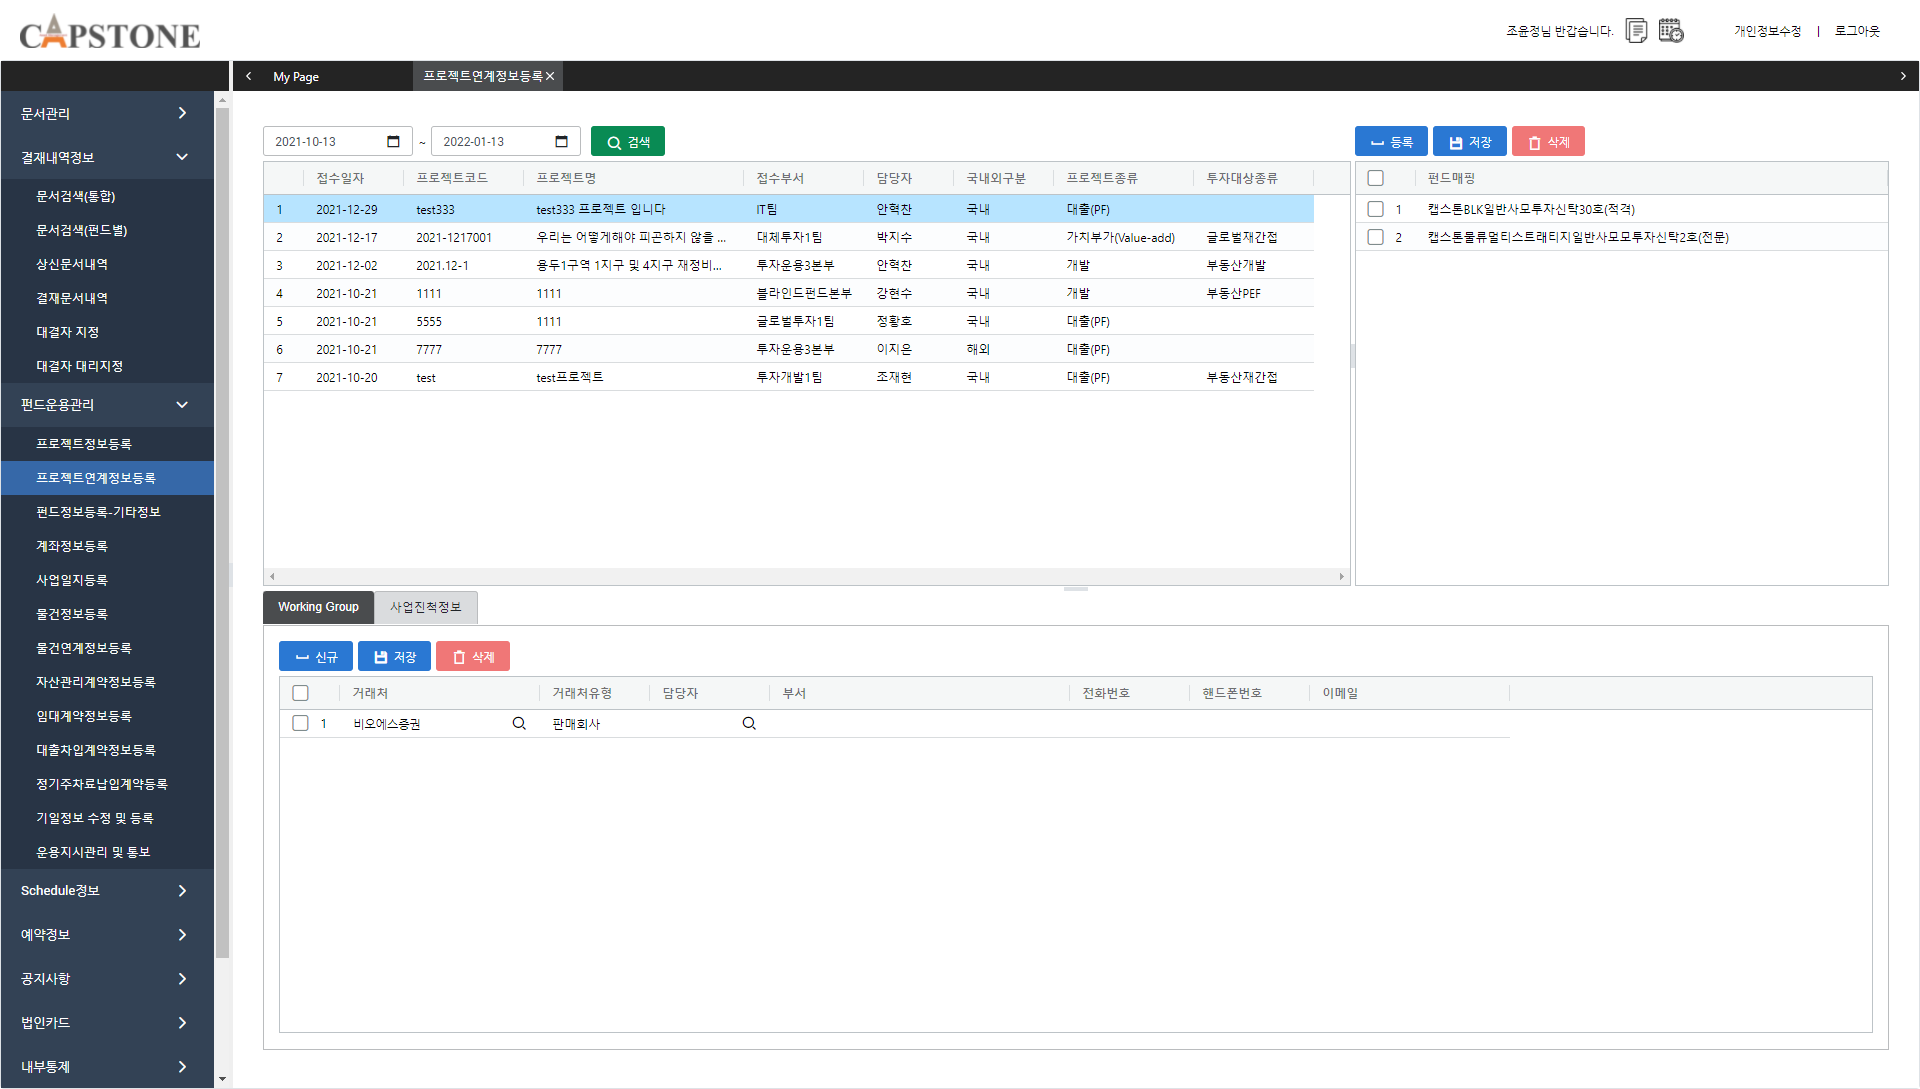 CAPSTONE
조윤정님 반갑습니다.
개인정보수정 | 로그아웃
My Page
프로젝트연계정보등록
문서관리
결재내역정보
문서검색(통합)
문서검색(펀드별)
상신문서내역
결재문서내역
대결자 지정
대결자 대리지정
펀드운용관리
프로젝트정보등록
프로젝트연계정보등록
펀드정보등록-기타정보
계좌정보등록
사업일지등록
물건정보등록
물건연계정보등록
자산관리계약정보등록
임대계약정보등록
대출차입계약정보등록
정기주차료납입계약등록
기일정보 수정 및 등록
운용지시관리 및 통보
Schedule정보
예약정보
공지사항
법인카드
내부통제
2021-10-13 ~ 2022-01-13 검색
접수일자 프로젝트코드 프로젝트명 접수부서 담당자 국내외구분 프로젝트종류 투자대상종류
1 2021-12-29 test333 test333 프로젝트 입니다 IT팀 안혁찬 국내 대출(PF)
2 2021-12-17 2021-1217001 우리는 어떻게해야 피곤하지 않을 ... 대체투자1팀 박지수 국내 가치부가(Value-add) 글로벌재간접
3 2021-12-02 2021.12-1 용두1구역 1지구 및 4지구 재정비... 투자운용3본부 안혁찬 국내 개발 부동산개발
4 2021-10-21 1111 1111 블라인드펀드본부 강현수 국내 개발 부동산PEF
5 2021-10-21 5555 1111 글로벌투자1팀 정황호 국내 대출(PF)
6 2021-10-21 7777 7777 투자운용3본부 이지은 해외 대출(PF)
7 2021-10-20 test test프로젝트 투자개발1팀 조재현 국내 대출(PF) 부동산재간접
등록 저장 삭제
펀드매핑
1 캡스톤BLK일반사모투자신탁30호(적격)
2 캡스톤물류멀티스트래티지일반사모모투자신탁2호(전문)
Working Group 사업진척정보
신규 저장 삭제
거래처 거래처유형 담당자 부서 전화번호 핸드폰번호 이메일
1 비오에스증권 판매회사